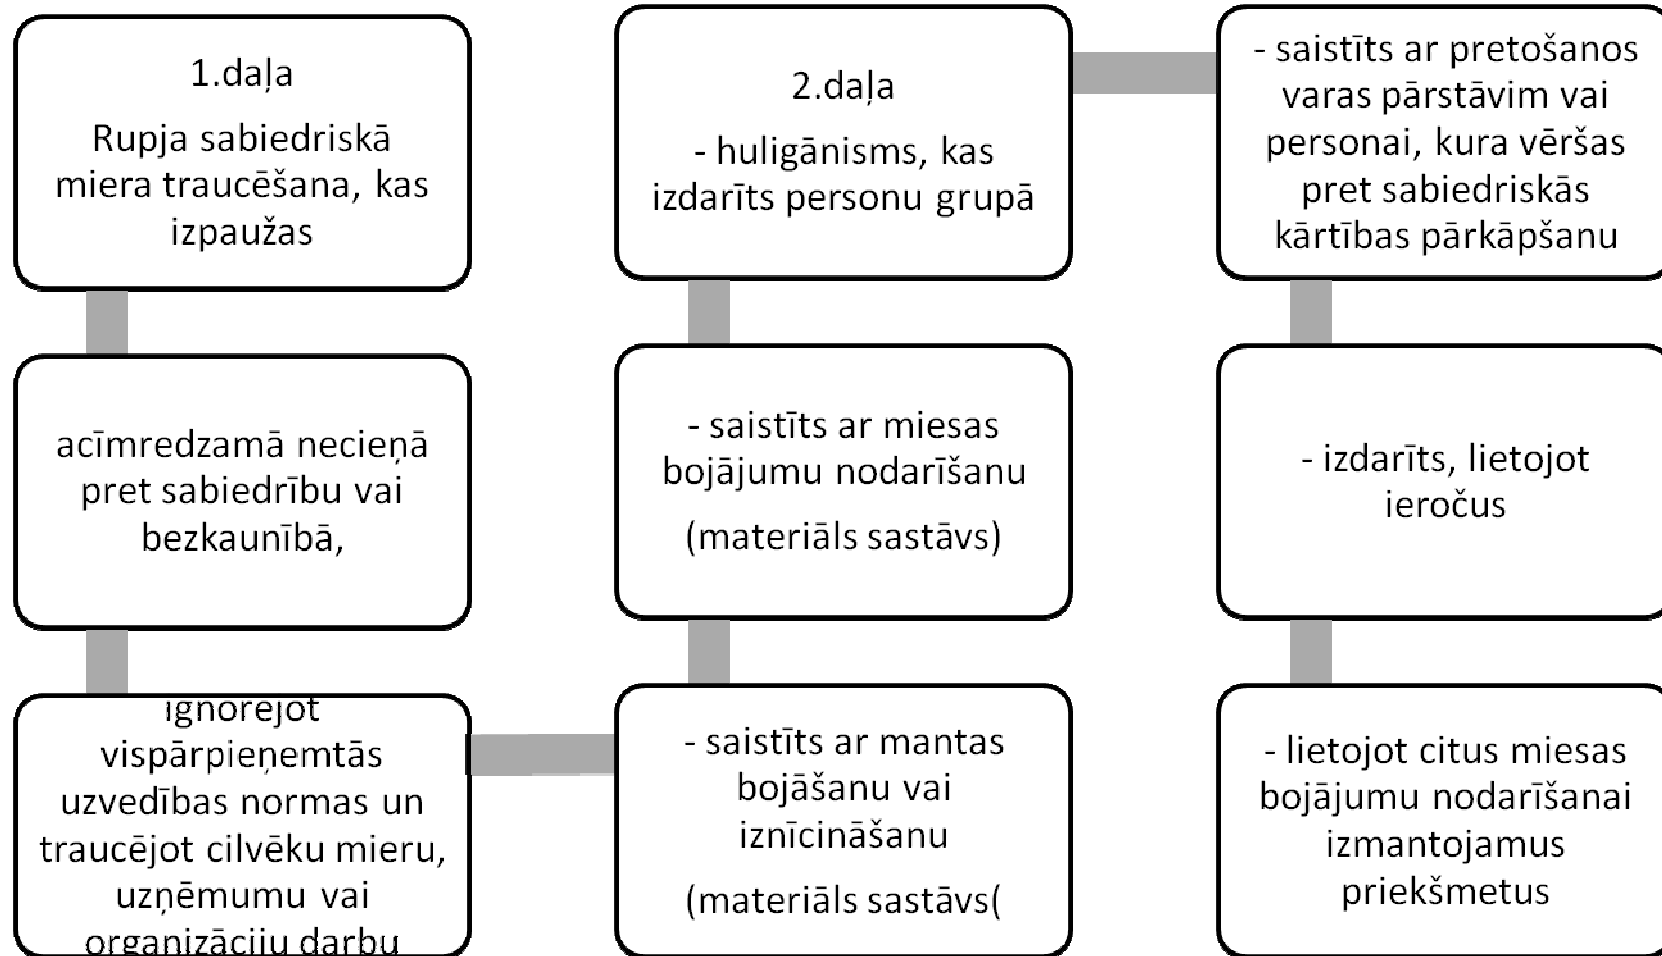 1.daļa
Rupja sabiedriskā
miera traucēšana, kas
izpaužas
acīmredzamā necieņā
pret sabiedrību vai
bezkaunībā,
ignorējot
vispārpieņemtās
uzvedības normas un
traucējot cilvēku mieru,
uzņēmumu vai
organizāciju darbu
2.daļa
- huligānisms, kas
izdarīts personu grupā
- saistīts ar miesas
bojājumu nodarīšanu
(materiāls sastāvs)
- saistīts ar mantas
bojāšanu vai
iznīcināšanu
(materiāls sastāvs(
- saistīts ar pretošanos
varas pārstāvim vai
personai, kura vēršas
pret sabiedriskās
kārtības pārkāpšanu
- izdarīts, lietojot
ieročus
- lietojot citus miesas
bojājumu nodarīšanai
izmantojamus
priekšmetus